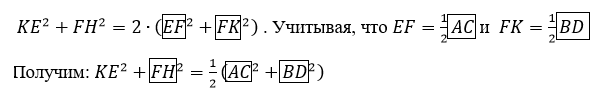 KE² + FH² = 2 · (EF² + FK²) . Учитывая, что EF = ½AC и FK = ½BD
Получим: KE² + FH² = ½(AC² + BD²)